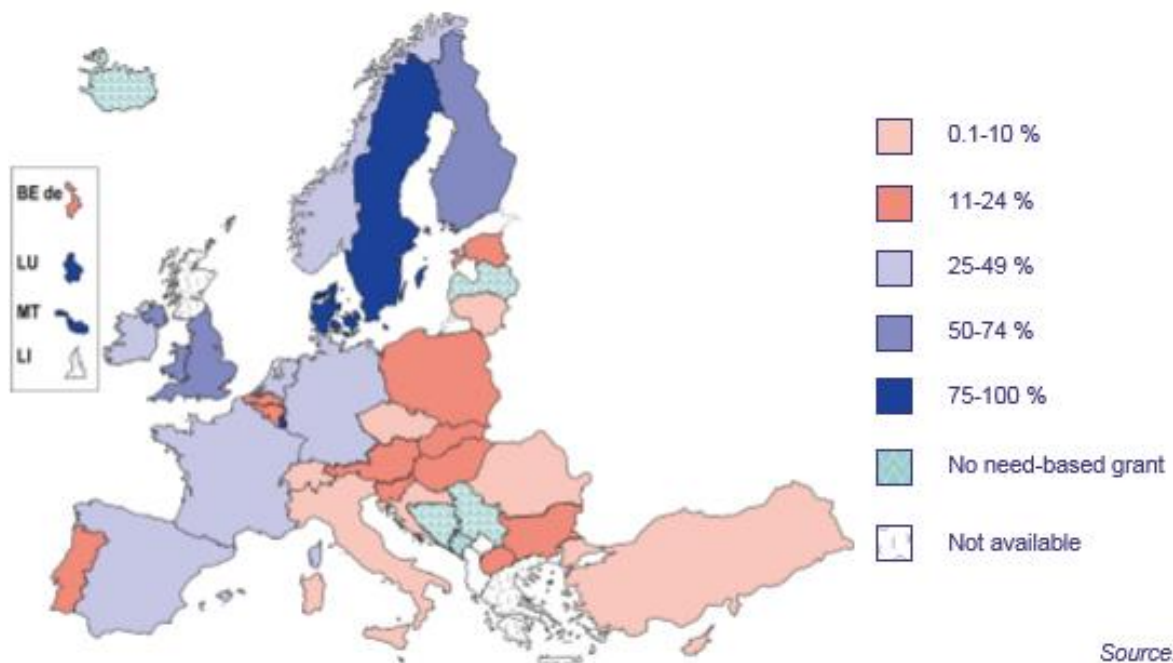 BE de
LU
MT
LI
0.1-10 %
11-24 %
25-49 %
50-74 %
75-100 %
No need-based grant
Not available
Source